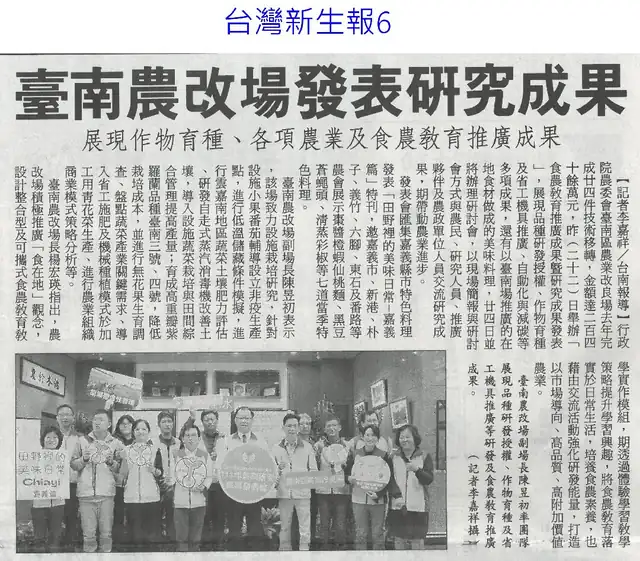 台灣新生報6
臺南農改場發表研究成果
展現作物育種、各項農業及食農教育推廣成果
【記者李嘉祥／台南報導】行政
院農委會臺南區農業改良場去年完
成廿四件技術移轉，金額達二百四
十餘萬元，昨（二十二）日舉辦「
食農教育推廣成果暨研究成果發表
」，展現品種研發授權、作物育種
及省工機具推廣、自動化與減碳等
多項成果，還有以臺南場推廣的在
地食材做成的美味料理，廿四日並
將辦理研討會，以現場簡報與研討
會方式與農民、研究人員、推廣
夥伴及農政單位人員交流研究成
果，期帶動農業進步。
發表會匯集嘉義縣市特色料理
發表「田野裡的美味日常－嘉義
篇」特刊，邀嘉義市、新港、朴
子、義竹、六腳、東石及番路等
農會展示棗醬橙蝦仙桃麵、黑豆
蒼蠅頭、清蒸彩椒等七道當季特
色料理。
臺南農改場副場長陳昱初表示
，該場致力於設施栽培研究，針對
設施小果番茄輔導設立非疫生產
點，進行低溫儲藏條件模擬，進
行雲嘉南地區蔬菜土壤肥力評估
、研發自走式蒸汽消毒機改善土
壤，導入設施蔬菜栽培與田間綜
合管理提高產量；育成高重瓣紫
羅蘭品種臺南三號、四號，降低
栽培成本，並進行無花果生育調
查、盤點蔬菜產業關鍵需求、導
入省工施肥及機械種植模式於加
工用青花菜生產、進行農業組織
商業模式策略分析等。
臺南農改場長楊宏瑛指出，農
改場積極推廣「食在地」觀念，
設計整合型及可攜式食農教育教
學實作模組，期透過體驗學習教學
策略提升學習興趣，將食農教育落
實於日常生活，培養食農素養，也
藉由交流活動強化研發能量，打造
以市場導向、高品質、高附加價值
農業。
臺南農改場副場長陳昱初率團隊
展現品種研發授權、作物育種及省
工機具推廣等研發及食農教育推廣
成果。
（記者李嘉祥攝）
田野裡的
美味日常
Chiayi
嘉義篇